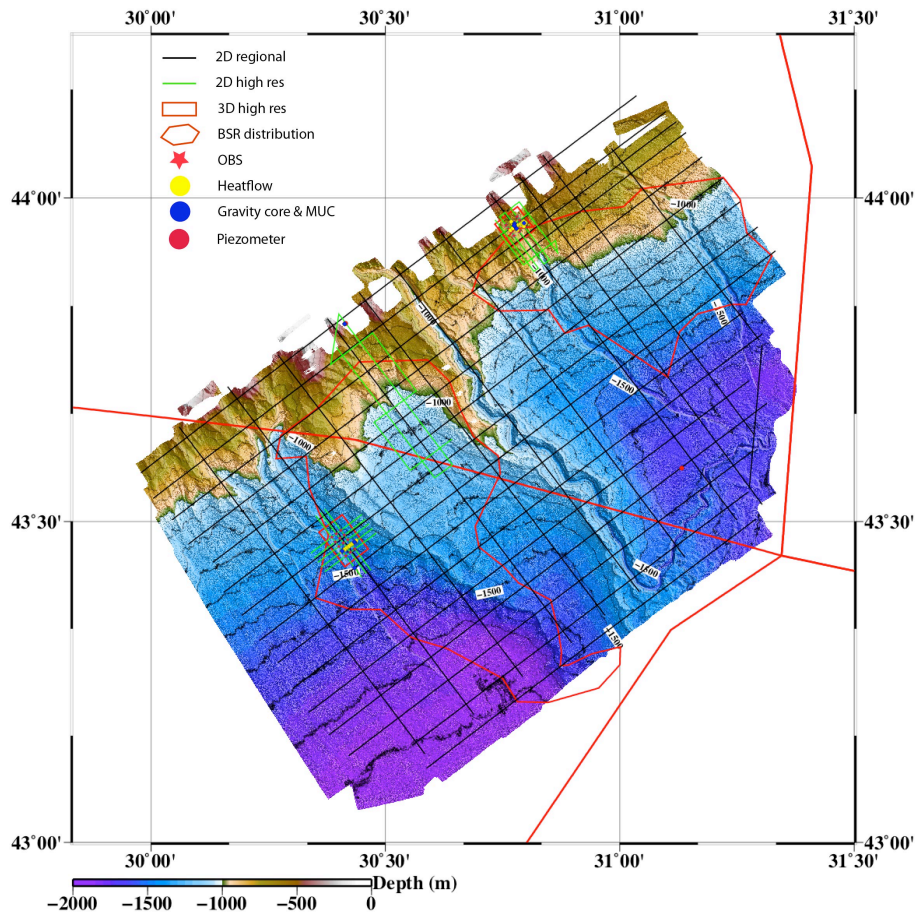 30°00' 30°30' 31°00' 31°30'
2D regional
2D high res
3D high res
BSR distribution
OBS
Heatflow
Gravity core & MUC
Piezometer
44°00'
44°00'
−1000
−1000
−1000
−1500
−1500
−1000
−1000
43°30'
43°30'
−1500
−1500
−1500
−1500
43°00'
43°00'
30°00' 30°30' 31°00' 31°30'
Depth (m)
−2000 −1500 −1000 −500 0